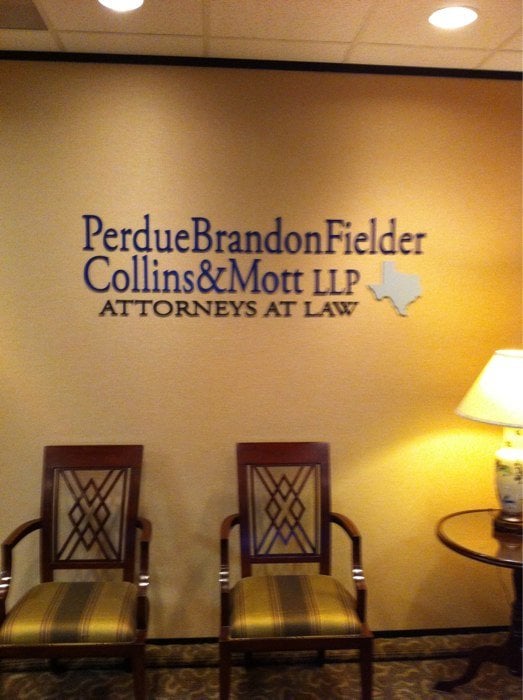 PerdueBrandonFielder
Collins&Mott LLP
ATTORNEYS AT LAW